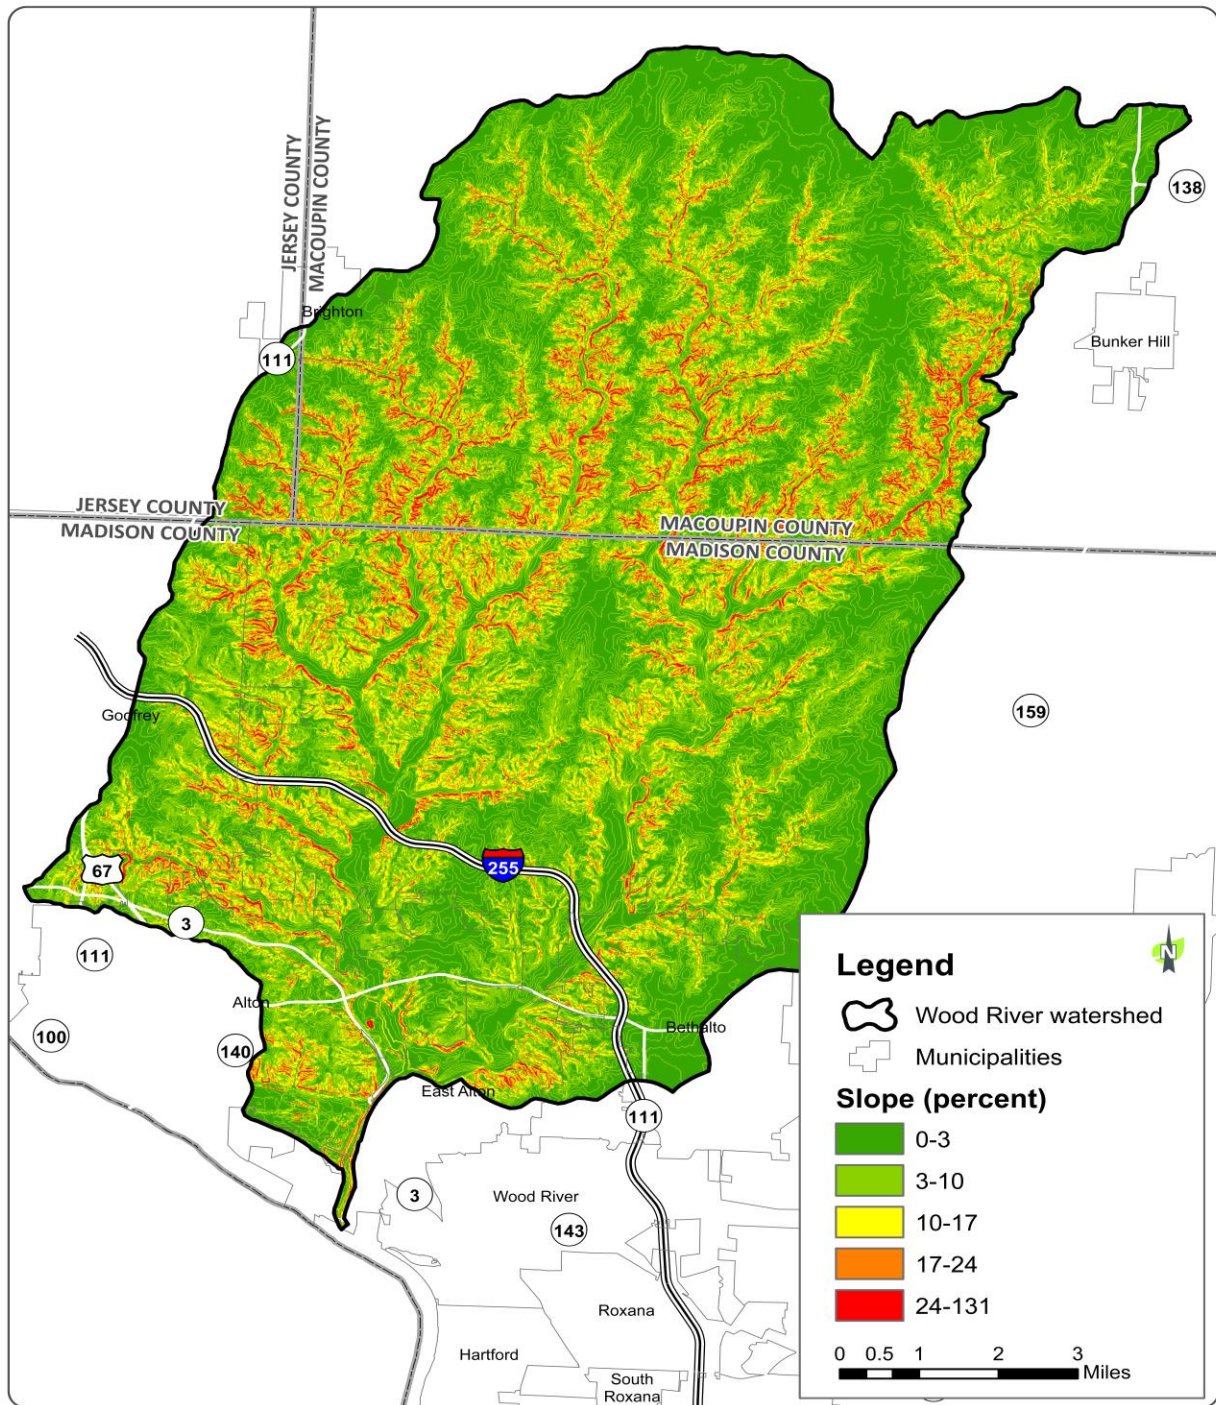 JERSEY COUNTY
MACOUPIN COUNTY
138
Brighton
111
Bunker Hill
JERSEY COUNTY
MADISON COUNTY
MACOUPIN COUNTY
MADISON COUNTY
Godfrey
159
67
255
3
111
Alton
100
140
Bethalto
East Alton
111
3
Wood River
143
Roxana
Hartford
South
Roxana
N
Legend
Wood River watershed
Municipalities
Slope (percent)
0-3
3-10
10-17
17-24
24-131
0 0.5 1 2 3
Miles